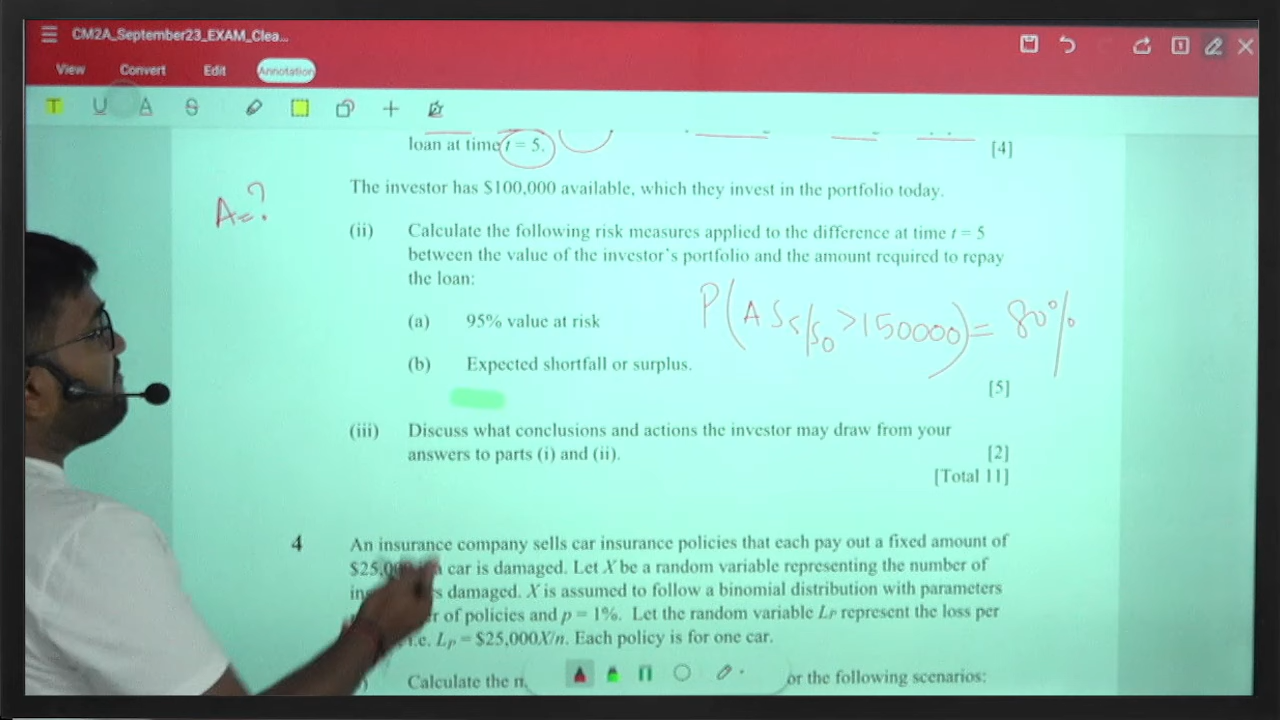 CM2A_September23_EXAM_Clea...
View Convert Edit Annotation
T U A S
loan at time t = 5. [4]
The investor has $100,000 available, which they invest in the portfolio today.
A=?
(ii) Calculate the following risk measures applied to the difference at time t = 5
between the value of the investor's portfolio and the amount required to repay
the loan:
(a) 95% value at risk
P(A S5/S0 >150000)= 80%
(b) Expected shortfall or surplus.
[5]
(iii) Discuss what conclusions and actions the investor may draw from your
answers to parts (i) and (ii). [2]
[Total 11]
4 An insurance company sells car insurance policies that each pay out a fixed amount of
car is damaged. Let X be a random variable representing the number of
damaged. X is assumed to follow a binomial distribution with parameters
of policies and p = 1%. Let the random variable LP represent the loss per
i.e. LP = $25,000X/n. Each policy is for one car.
Calculate the or the following scenarios: